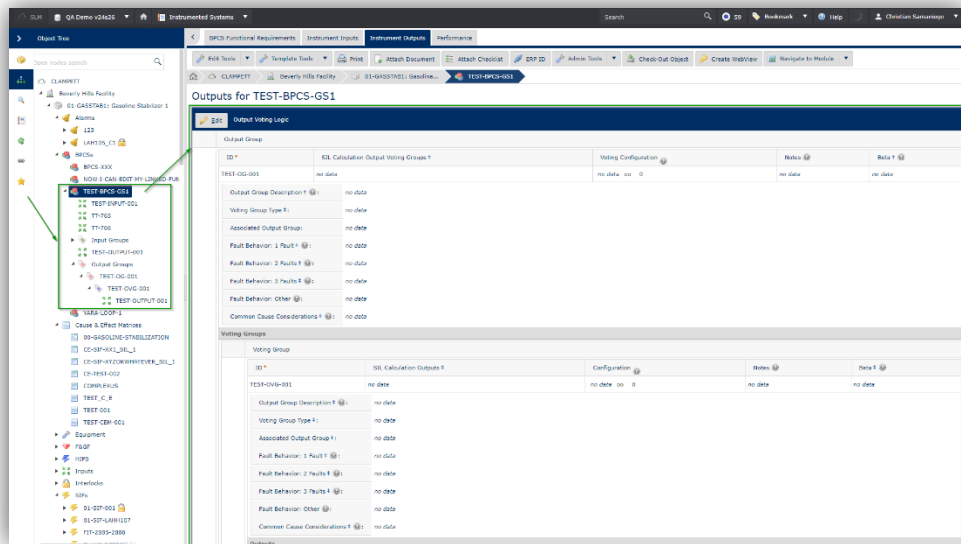 SLM QA Demo v24s26 Instrumented Systems Search 59 Bookmark Help Christian Samaniego
Object Tree
Open nodes search
CLAMPETT
Beverly Hills Facility
01-GASSTAB1: Gasoline Stabilizer 1
Alarms
123
LAH105_C1
BPCSs
BPCS-XXX
NOW-I-CAN-EDIT-MY-LINKED-FUN
TEST-BPCS-GS1
TEST-INPUT-001
TT-765
TT-766
Input Groups
TEST-OUTPUT-001
Output Groups
TEST-OG-001
TEST-OVG-001
TEST-OUTPUT-001
YARA-LOOP-1
Cause & Effect Matrices
00-GASOLINE-STABILIZATION
CE-SIF-XX1_SIL_1
CE-SIF-XYZORWHATEVER_SIL_1
CE-TEST-002
COMPLEXUS
TEST_C_E
TEST-001
TEST-CEM-001
Equipment
F&GF
HIPS
Inputs
Interlocks
SIFs
01-SIF-001
01-SIF-LAHH107
FIT-2895-2988
BPCS Functional Requirements Instrument Inputs Instrument Outputs Performance
Edit Tools Template Tools Print Attach Document Attach Checklist ERP ID Admin Tools Check-Out Object Create WebView Navigate to Module
CLAMPETT Beverly Hills Facility 01-GASSTAB1: Gasoline... TEST-BPCS-GS1
Outputs for TEST-BPCS-GS1
Edit Output Voting Logic
Output Group
ID * SIL Calculation Output Voting Groups Voting Configuration Notes Beta
TEST-OG-001 no data no data oo 0 no data no data
Output Group Description : no data
Voting Group Type : no data
Associated Output Group: no data
Fault Behavior: 1 Fault : no data
Fault Behavior: 2 Faults : no data
Fault Behavior: 3 Faults : no data
Fault Behavior: Other : no data
Common Cause Considerations : no data
Voting Groups
Voting Group
ID * SIL Calculation Outputs Configuration Notes Beta
TEST-OVG-001 no data no data oo 0 no data no data
Output Group Description : no data
Voting Group Type : no data
Associated Output Group : no data
Fault Behavior: 1 Fault : no data
Fault Behavior: 2 Faults : no data
Fault Behavior: 3 Faults : no data
Fault Behavior: Other : no data
Common Cause Considerations : no data
Outputs